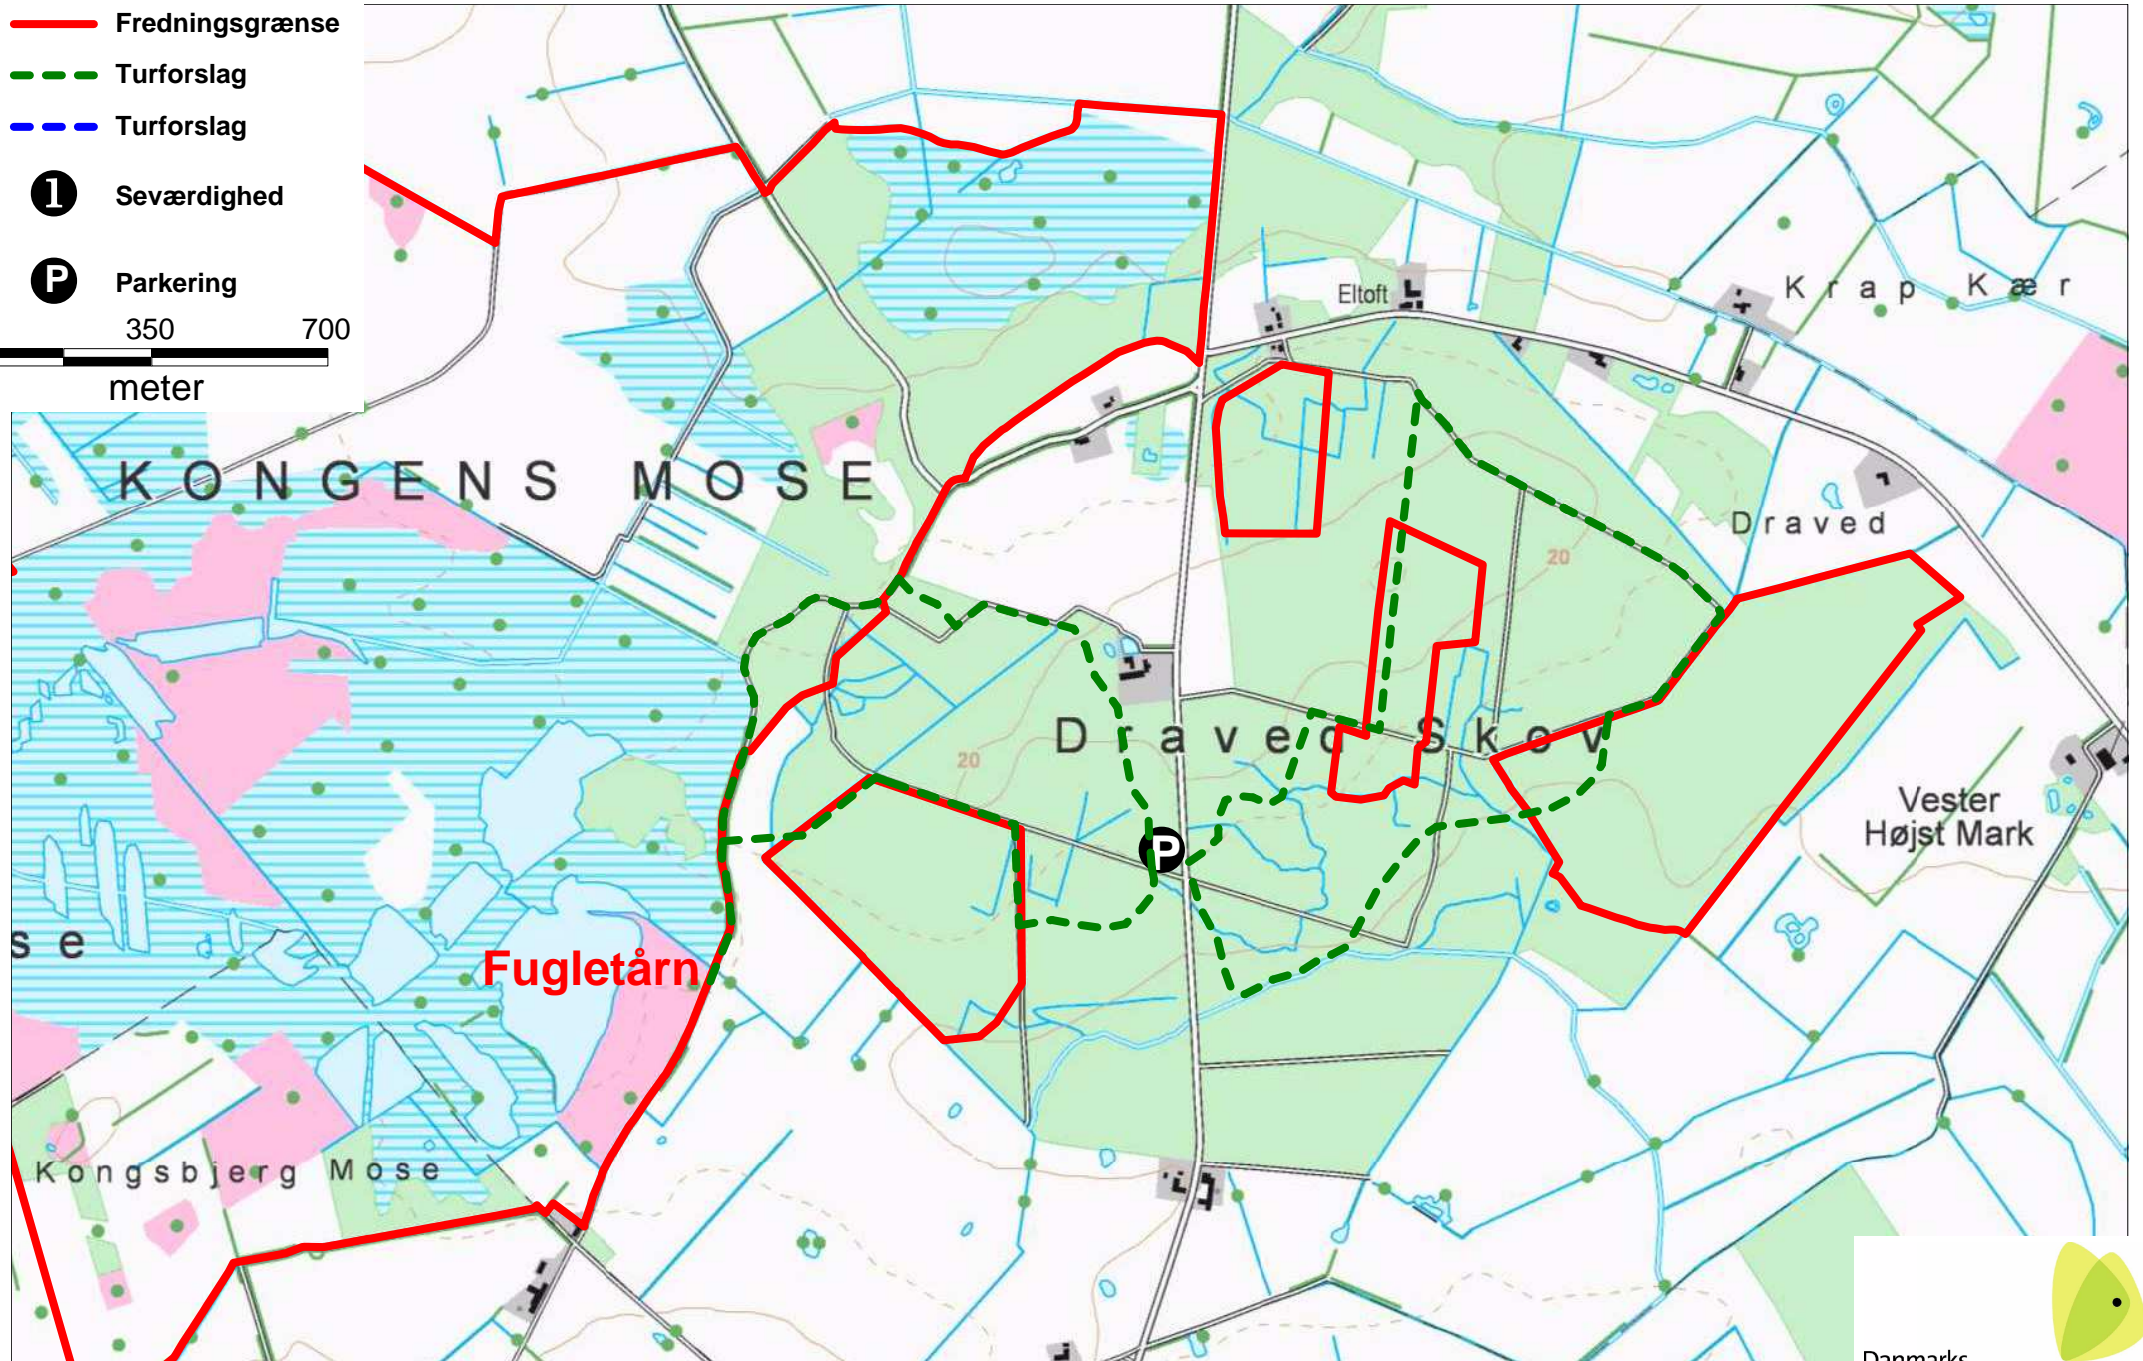 Fredningsgrænse
Turforslag
Turforslag
1 Seværdighed
P Parkering
350 700
meter
Eltoft
Krap Kær
KONGENS MOSE
Draved
20
Draved Skov
20
Vester
Højst Mark
P
se
Fugletårn
Kongsbjerg Mose
Danmarks